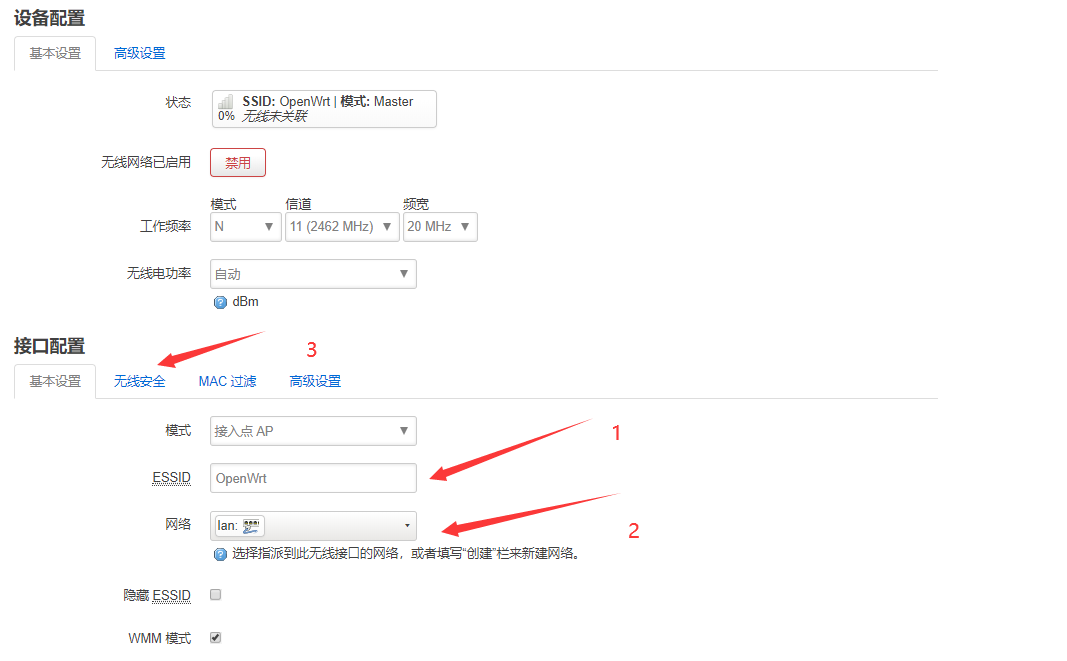 设备配置
基本设置 高级设置
状态 SSID: OpenWrt | 模式: Master
0% 无线未关联
无线网络已启用 禁用
模式 信道 频宽
工作频率 N 11 (2462 MHz) 20 MHz
无线电功率 自动
dBm
接口配置 3
基本设置 无线安全 MAC 过滤 高级设置
模式 接入点 AP 1
ESSID OpenWrt
网络 lan: 2
选择指派到此无线接口的网络，或者填写“创建”栏来新建网络。
隐藏 ESSID
WMM 模式